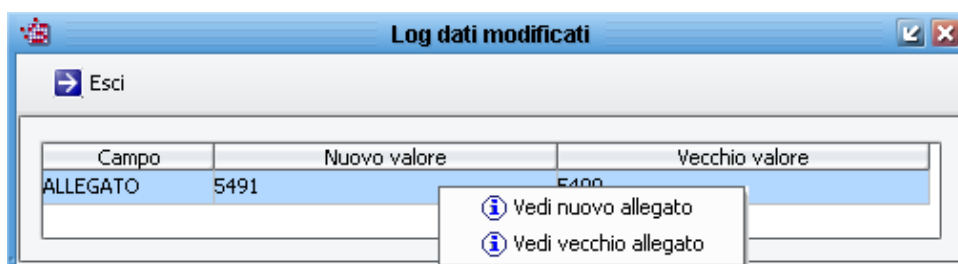 Log dati modificati
Esci
Campo Nuovo valore Vecchio valore
ALLEGATO 5491
Vedi nuovo allegato
Vedi vecchio allegato